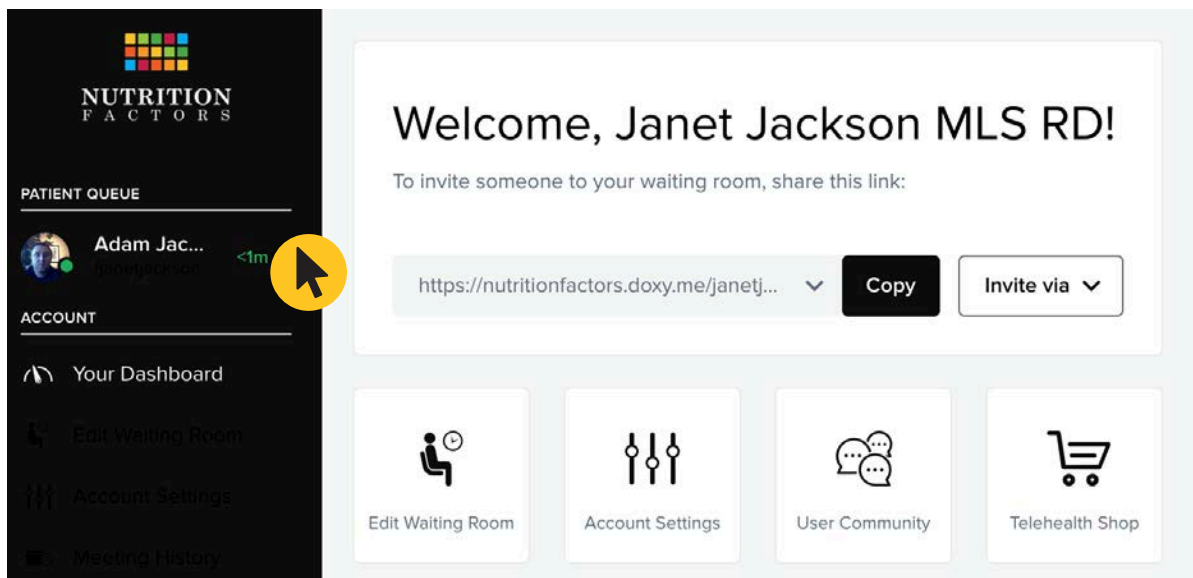 NUTRITION
FACTORS
PATIENT QUEUE
Adam Jac...
/janetjackson
<1m
ACCOUNT
Your Dashboard
Edit Waiting Room
Account Settings
Meeting History
Welcome, Janet Jackson MLS RD!
To invite someone to your waiting room, share this link:
https://nutritionfactors.doxy.me/janetj...
Copy
Invite via
Edit Waiting Room
Account Settings
User Community
Telehealth Shop